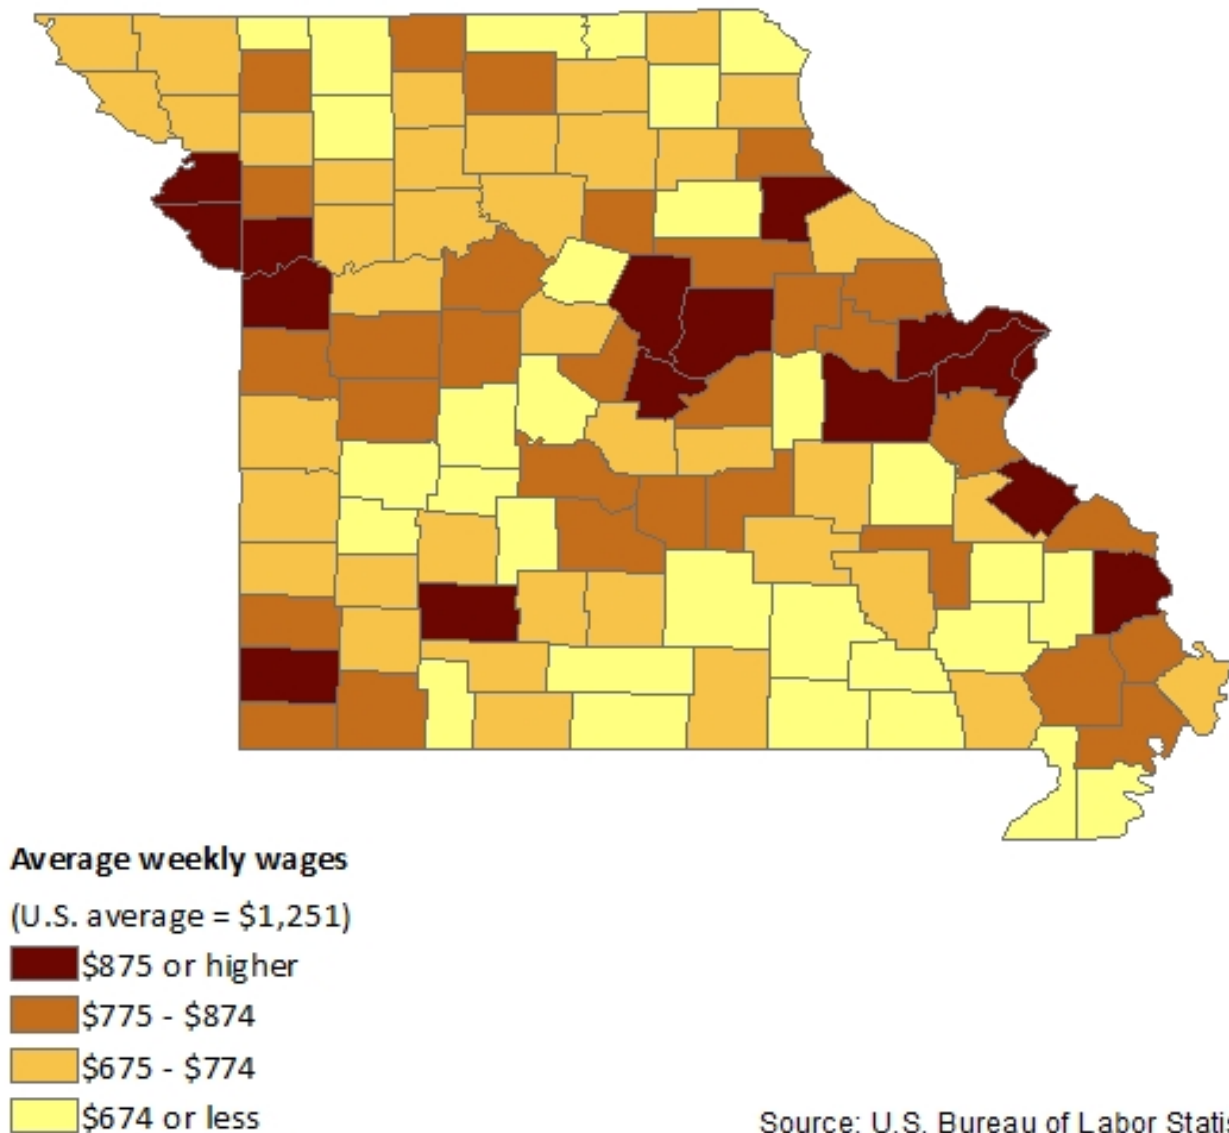 Average weekly wages
(U.S. average = $1,251)
$875 or higher
$775 - $874
$675 - $774
$674 or less
Source: U.S. Bureau of Labor